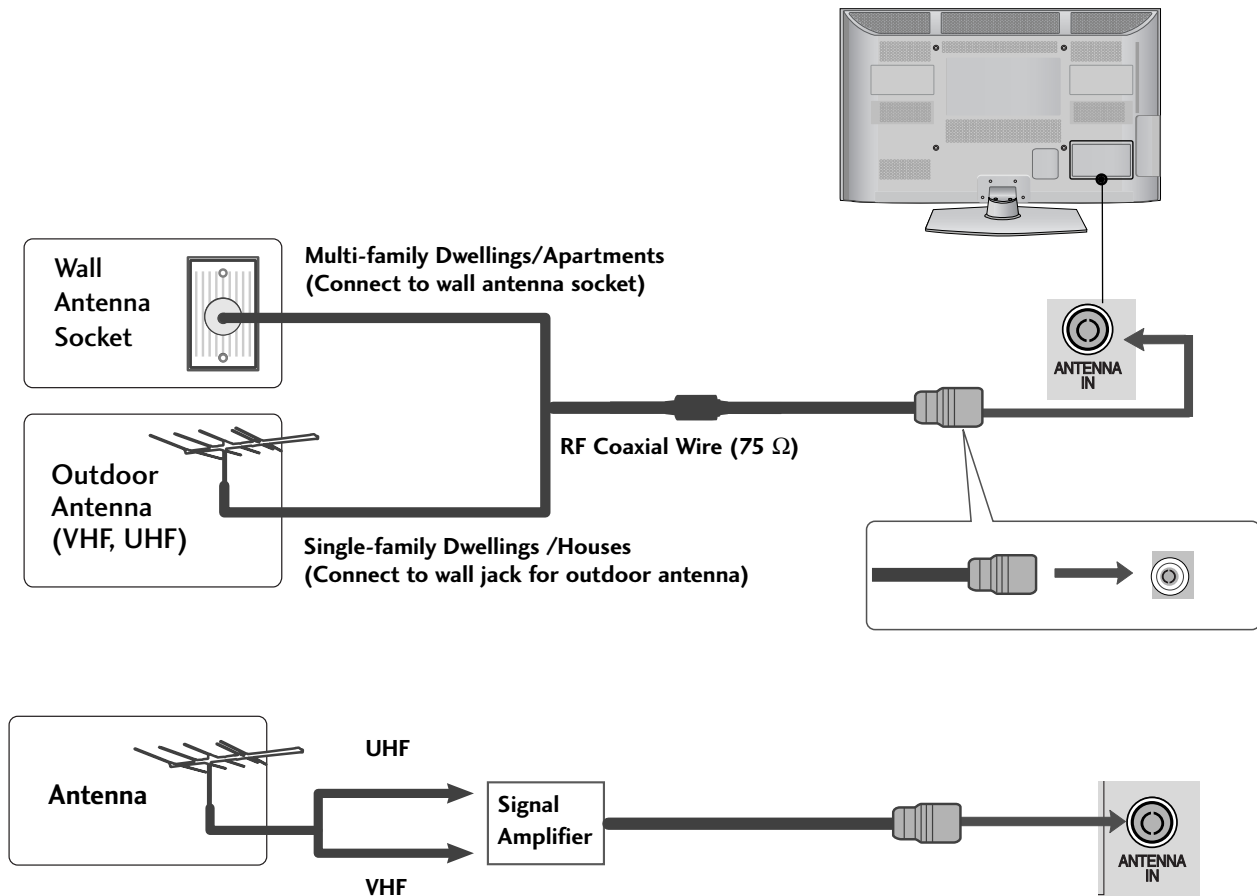 Wall
Antenna
Socket
Multi-family Dwellings/Apartments
(Connect to wall antenna socket)
ANTENNA
IN
RF Coaxial Wire (75 Ω)
Outdoor
Antenna
(VHF, UHF)
Single-family Dwellings /Houses
(Connect to wall jack for outdoor antenna)
Antenna
UHF
VHF
Signal
Amplifier
ANTENNA
IN